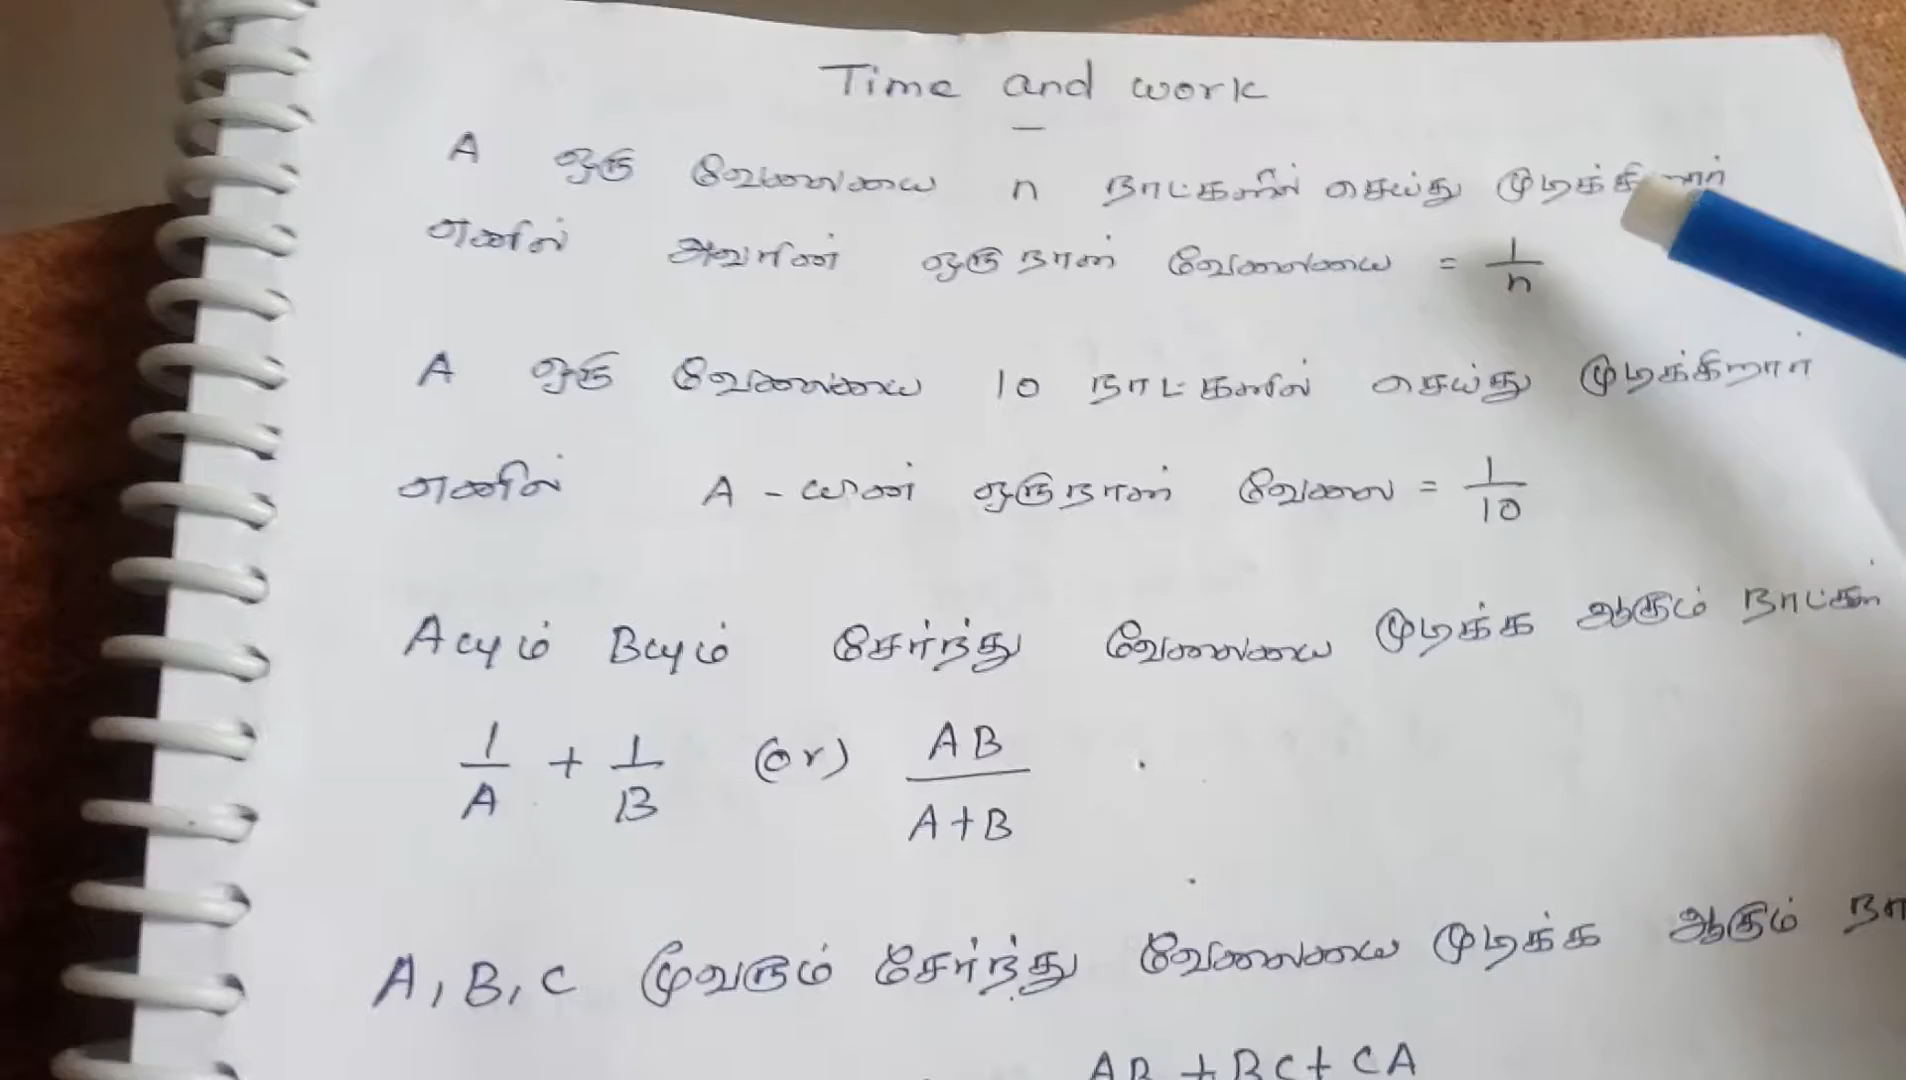 Time and work
A ஒரு வேலையை n நாட்களில் செய்து முடிக்கிறார்
எனில் அவரின் ஒருநாள் வேலையை = 1/n
A ஒரு வேலையை 10 நாட்களில் செய்து முடிக்கிறார்
எனில் A - யின் ஒருநாள் வேலை = 1/10
Aயும் Bயும் சேர்ந்து வேலையை முடிக்க ஆகும் நாட்கள்
1/A + 1/B (or) AB/A+B
A, B, C மூவரும் சேர்ந்து வேலையை முடிக்க ஆகும் நா
AB + BC + CA